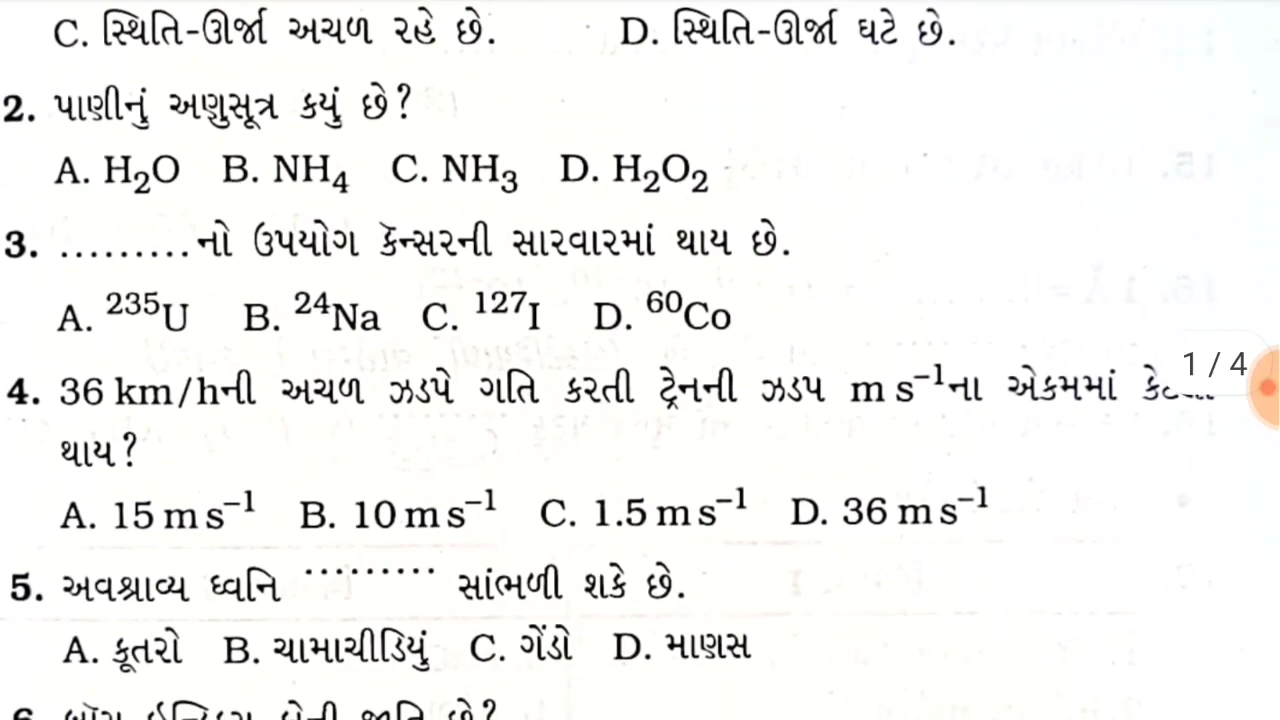 C. સ્થિતિ-ઊર્જા અચળ રહે છે. D. સ્થિતિ-ઊર્જા ઘટે છે.
2. પાણીનું અણુસૂત્ર કયું છે?
A. H₂O B. NH₄ C. NH₃ D. H₂O₂
3. .........નો ઉપયોગ કૅન્સરની સારવારમાં થાય છે.
A. ²³⁵U B. ²⁴Na C. ¹²⁷I D. ⁶⁰Co
1 / 4
4. 36 km/hની અચળ ઝડપે ગતિ કરતી ટ્રેનની ઝડપ m s⁻¹ના એકમમાં
થાય?
A. 15 m s⁻¹ B. 10 m s⁻¹ C. 1.5 m s⁻¹ D. 36 m s⁻¹
5. અવશ્રાવ્ય ધ્વનિ ......... સાંભળી શકે છે.
A. કૂતરો B. ચામાચીડિયું C. ગેંડો D. માણસ